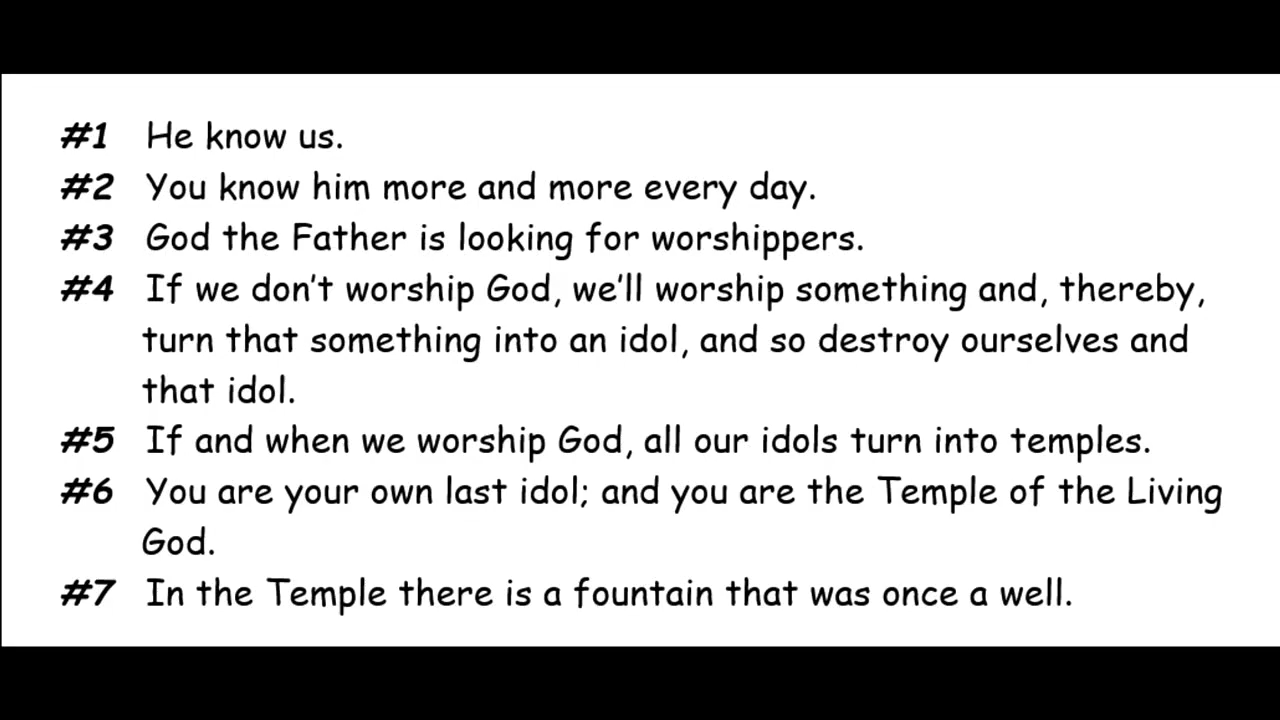 #1 He know us.
#2 You know him more and more every day.
#3 God the Father is looking for worshippers.
#4 If we don't worship God, we'll worship something and, thereby,
turn that something into an idol, and so destroy ourselves and
that idol.
#5 If and when we worship God, all our idols turn into temples.
#6 You are your own last idol; and you are the Temple of the Living
God.
#7 In the Temple there is a fountain that was once a well.